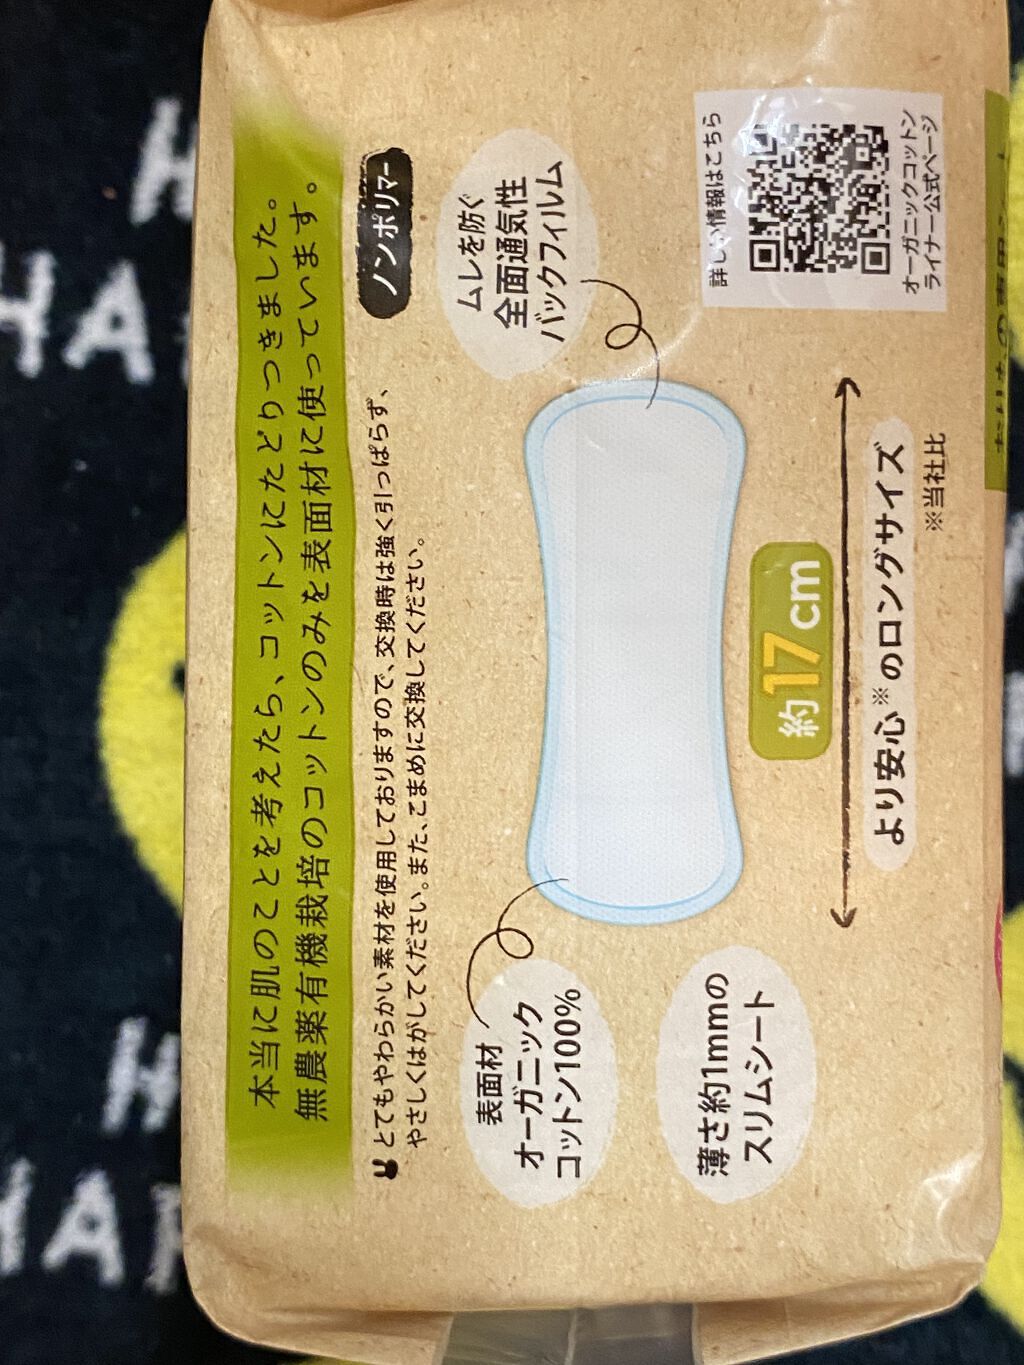 本当に肌のことを考えたら、コットンにたどりつきました。
無農薬有機栽培のコットンのみを表面材に使っています。
とてもやわらかい素材を使用しておりますので、交換時は強く引っぱらず、
やさしくはがしてください。また、こまめに交換してください。
ノンポリマー
表面材
オーガニック
コットン100%
ムレを防ぐ
全面通気性
バックフィルム
薄さ約1mmの
スリムシート
約17cm
より安心※のロングサイズ
※当社比
詳しい情報はこちら
オーガニックコットン
ライナー公式ページ
HA
H
HAP